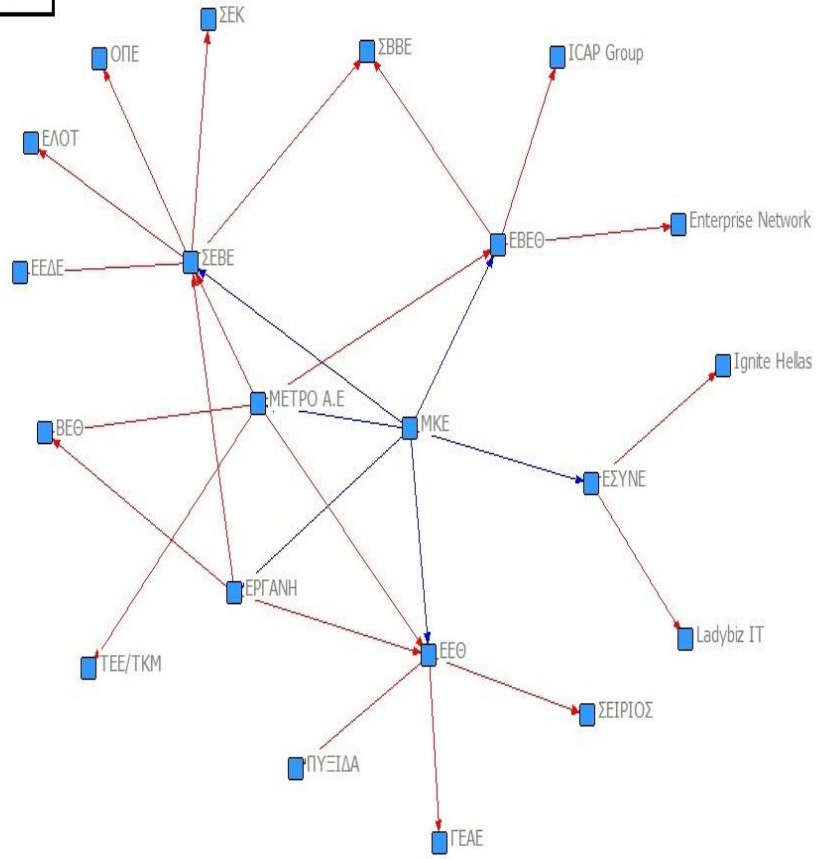 ΣΕΚ
ΟΠΕ
ΣΒΒΕ
ICAP Group
ΕΛΟΤ
Enterprise Network
ΕΒΕΘ
ΣΕΒΕ
ΕΕΔΕ
Ignite Hellas
ΜΕΤΡΟ Α.Ε
ΜΚΕ
ΒΕΘ
ΕΣΥΝΕ
ΕΡΓΑΝΗ
Ladybiz IT
ΕΕΘ
ΤΕΕ/ΤΚΜ
ΣΕΙΡΙΟΣ
ΠΥΞΙΔΑ
ΓΕΑΕ